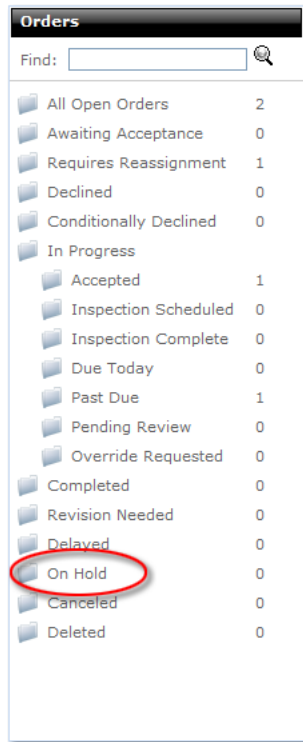 Orders
Find:
All Open Orders 2
Awaiting Acceptance 0
Requires Reassignment 1
Declined 0
Conditionally Declined 0
In Progress
Accepted 1
Inspection Scheduled 0
Inspection Complete 0
Due Today 0
Past Due 1
Pending Review 0
Override Requested 0
Completed 0
Revision Needed 0
Delayed 0
On Hold 0
Canceled 0
Deleted 0